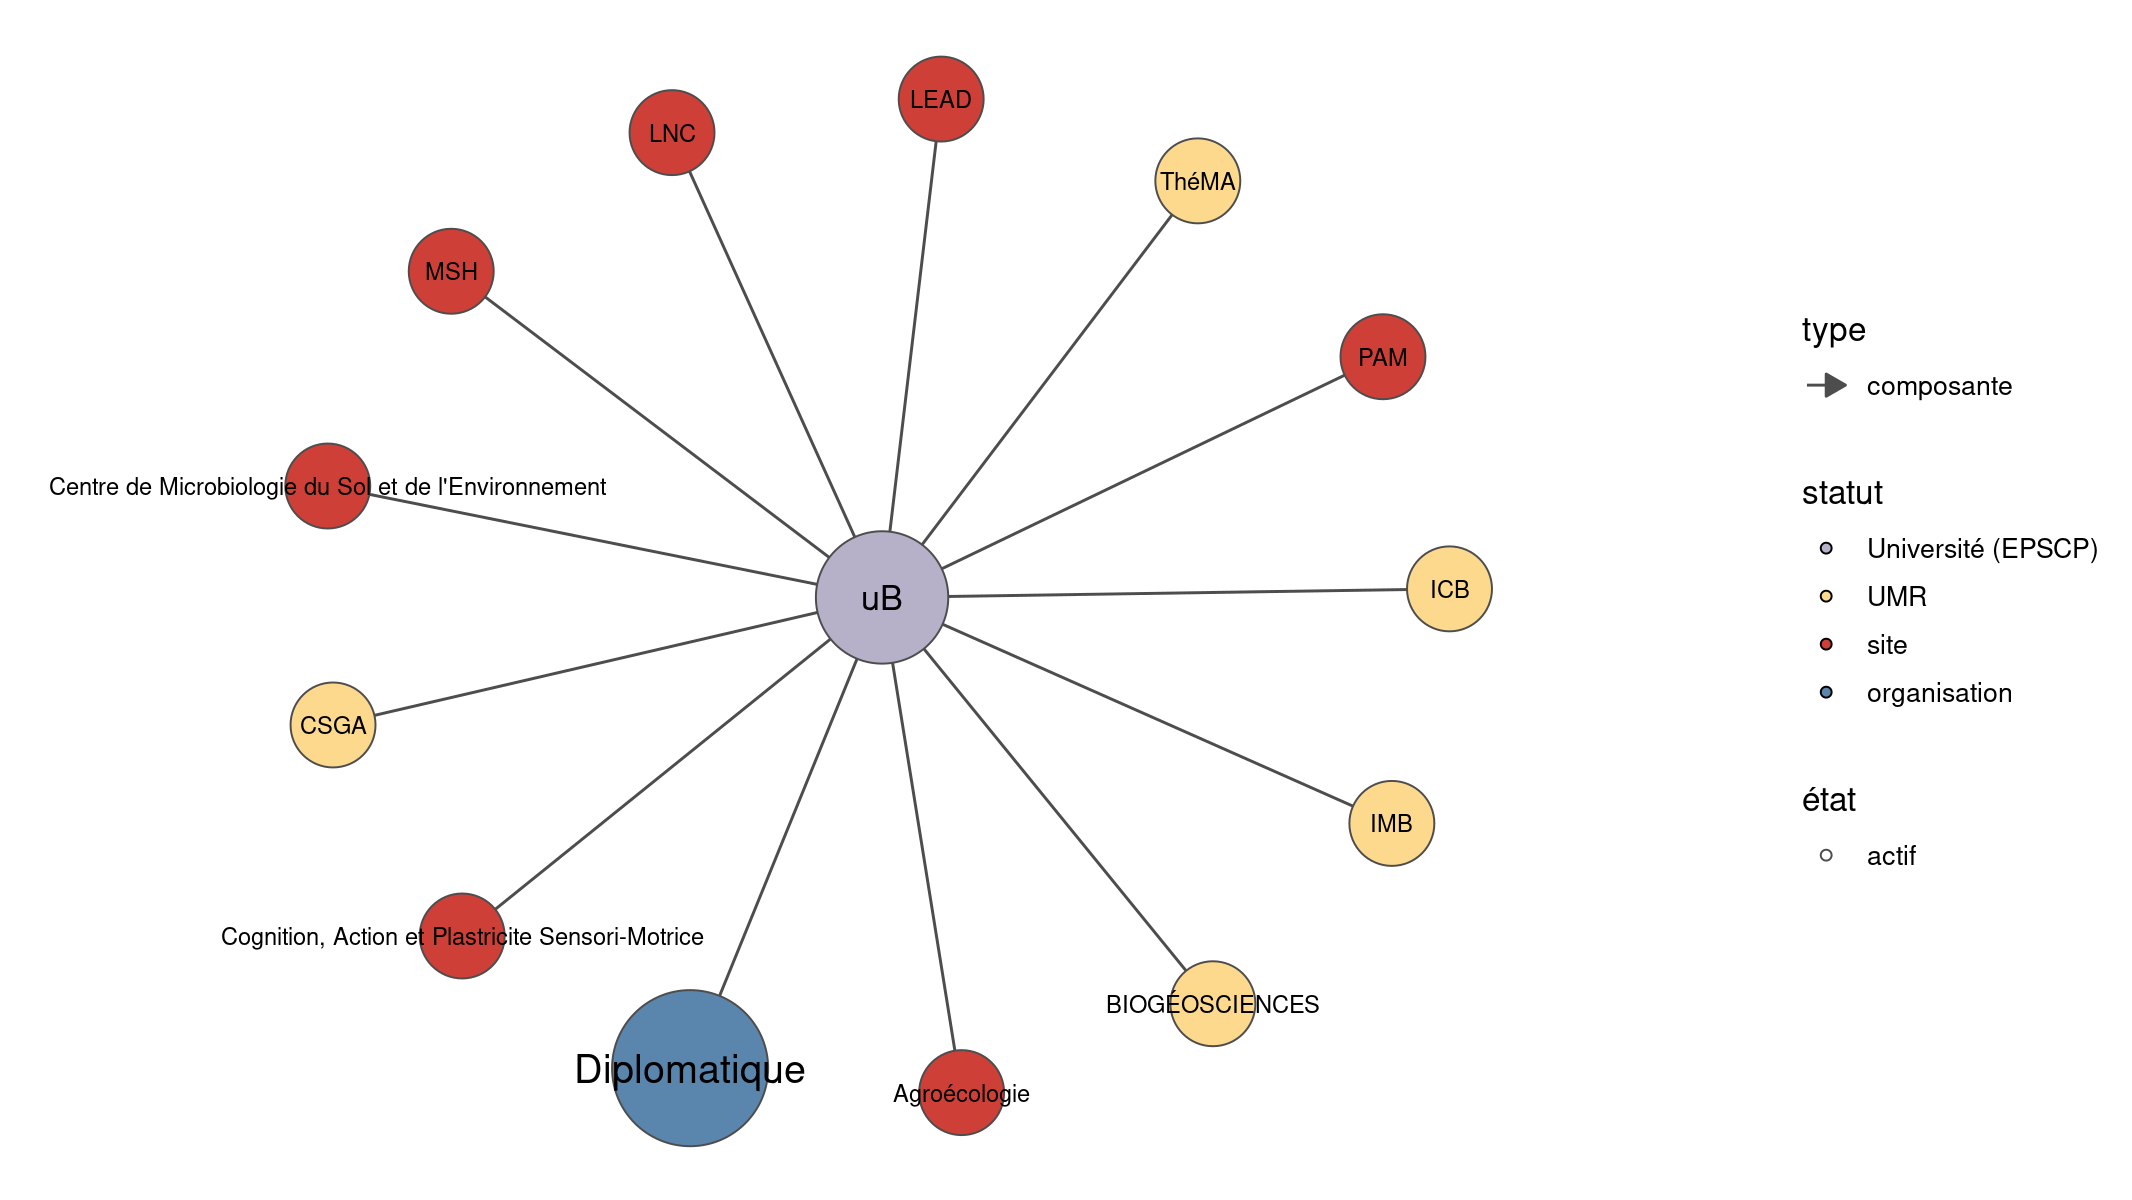 LEAD
LNC
ThéMA
MSH
PAM
Centre de Microbiologie du Sol et de l'Environnement
uB
ICB
CSGA
IMB
Cognition, Action et Plastricite Sensori-Motrice
BIOGÉOSCIENCES
Diplomatique
Agroécologie
type
composante
statut
Université (EPSCP)
UMR
site
organisation
état
actif